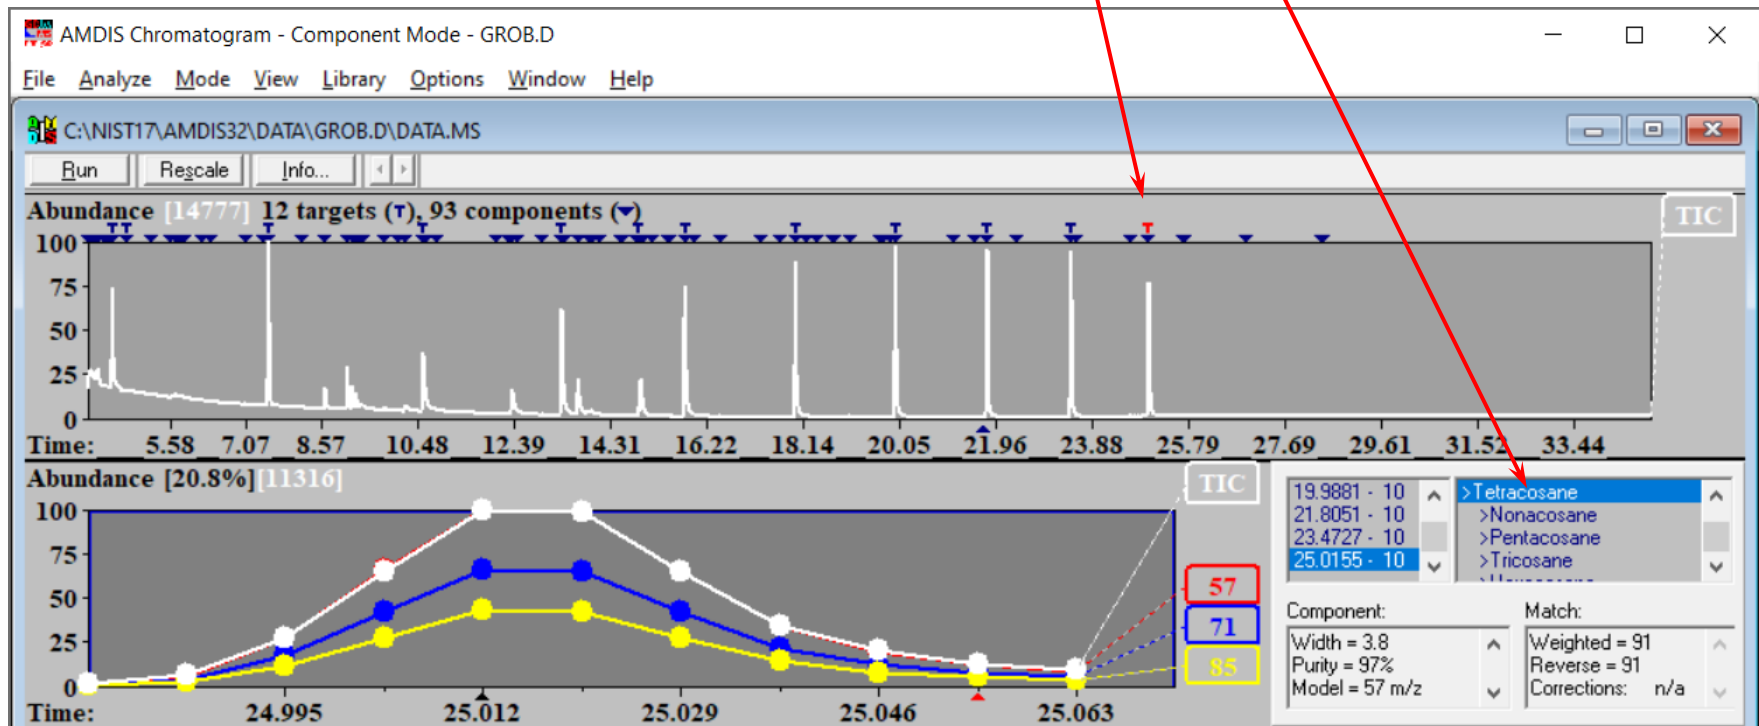 AMDIS Chromatogram - Component Mode - GROB.D
File Analyze Mode View Library Options Window Help
C:\NIST17\AMDIS32\DATA\GROB.D\DATA.MS
Run Rescale Info...
Abundance [14777] 12 targets (T), 93 components (▼)
TIC
T T T T T T T T T T T T
100
75
50
25
0
Time: 5.58 7.07 8.57 10.48 12.39 14.31 16.22 18.14 20.05 21.96 23.88 25.79 27.69 29.61 31.52 33.44
Abundance [20.8%][11316]
TIC
100
75
50
25
0
57
71
85
Time: 24.995 25.012 25.029 25.046 25.063
19.9881 - 10
21.8051 - 10
23.4727 - 10
25.0155 - 10
>Tetracosane
>Nonacosane
>Pentacosane
>Tricosane
Component:
Width = 3.8
Purity = 97%
Model = 57 m/z
Match:
Weighted = 91
Reverse = 91
Corrections: n/a